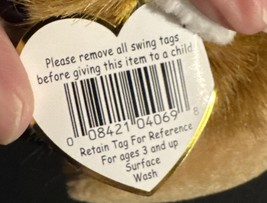 Please remove all swing tags
before giving this item to a child
0 08421 04069 8
Retain Tag For Reference
For ages 3 and up
Surface
Wash